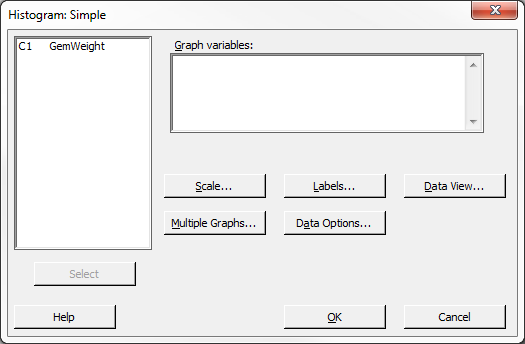 Histogram: Simple
C1 GemWeight
Graph variables:
Scale...
Labels...
Data View...
Multiple Graphs...
Data Options...
Select
Help
OK
Cancel